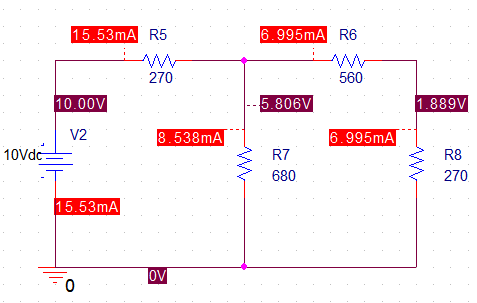 15.53mA R5 6.995mA R6
270 560
10.00V 5.806V 1.889V
V2 8.538mA 6.995mA
10Vdc R7 R8
680 270
15.53mA
0V
0